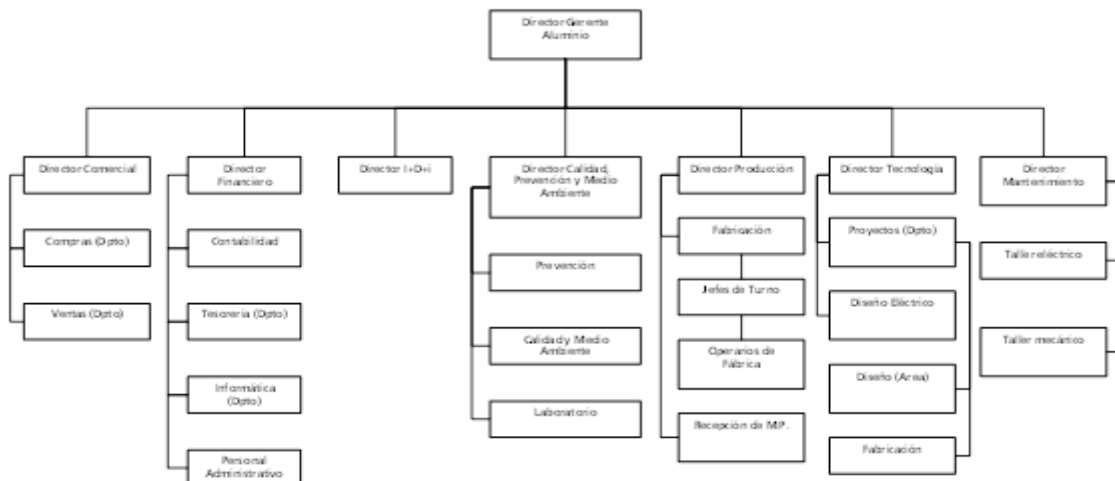 Director Gerente
Aluminio
Director Comercial
Director
Financiero
Director I+D+i
Director Calidad,
Prevención y Medio
Ambiente
Director Producción
Director Tecnología
Director
Mantenimiento
Compras (Dpto)
Contabilidad
Prevención
Fabricación
Proyectos (Dpto)
Taller reléctrico
Ventas (Dpto)
Tesorería (Dpto)
Calidad y Medio
Ambiente
Jefes de Turno
Diseño Eléctrico
Taller mecánico
Operarios de
Fábrica
Informática
(Dpto)
Laboratorio
Diseño (Area)
Recepción de M.P.
Fabricación
Personal
Administrativo